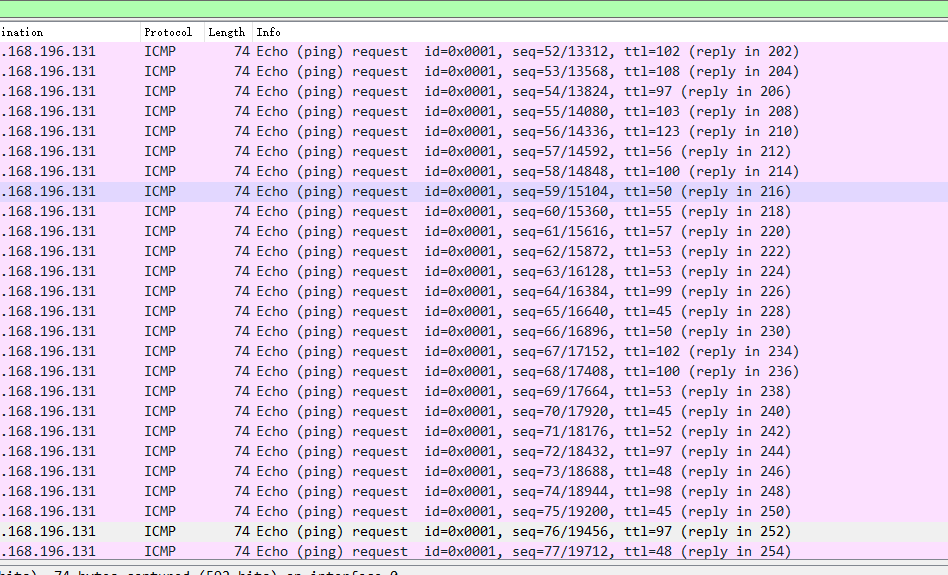 ination Protocol Length Info
.168.196.131 ICMP 74 Echo (ping) request id=0x0001, seq=52/13312, ttl=102 (reply in 202)
.168.196.131 ICMP 74 Echo (ping) request id=0x0001, seq=53/13568, ttl=108 (reply in 204)
.168.196.131 ICMP 74 Echo (ping) request id=0x0001, seq=54/13824, ttl=97 (reply in 206)
.168.196.131 ICMP 74 Echo (ping) request id=0x0001, seq=55/14080, ttl=103 (reply in 208)
.168.196.131 ICMP 74 Echo (ping) request id=0x0001, seq=56/14336, ttl=123 (reply in 210)
.168.196.131 ICMP 74 Echo (ping) request id=0x0001, seq=57/14592, ttl=56 (reply in 212)
.168.196.131 ICMP 74 Echo (ping) request id=0x0001, seq=58/14848, ttl=100 (reply in 214)
.168.196.131 ICMP 74 Echo (ping) request id=0x0001, seq=59/15104, ttl=50 (reply in 216)
.168.196.131 ICMP 74 Echo (ping) request id=0x0001, seq=60/15360, ttl=55 (reply in 218)
.168.196.131 ICMP 74 Echo (ping) request id=0x0001, seq=61/15616, ttl=57 (reply in 220)
.168.196.131 ICMP 74 Echo (ping) request id=0x0001, seq=62/15872, ttl=53 (reply in 222)
.168.196.131 ICMP 74 Echo (ping) request id=0x0001, seq=63/16128, ttl=53 (reply in 224)
.168.196.131 ICMP 74 Echo (ping) request id=0x0001, seq=64/16384, ttl=99 (reply in 226)
.168.196.131 ICMP 74 Echo (ping) request id=0x0001, seq=65/16640, ttl=45 (reply in 228)
.168.196.131 ICMP 74 Echo (ping) request id=0x0001, seq=66/16896, ttl=50 (reply in 230)
.168.196.131 ICMP 74 Echo (ping) request id=0x0001, seq=67/17152, ttl=102 (reply in 234)
.168.196.131 ICMP 74 Echo (ping) request id=0x0001, seq=68/17408, ttl=100 (reply in 236)
.168.196.131 ICMP 74 Echo (ping) request id=0x0001, seq=69/17664, ttl=53 (reply in 238)
.168.196.131 ICMP 74 Echo (ping) request id=0x0001, seq=70/17920, ttl=45 (reply in 240)
.168.196.131 ICMP 74 Echo (ping) request id=0x0001, seq=71/18176, ttl=52 (reply in 242)
.168.196.131 ICMP 74 Echo (ping) request id=0x0001, seq=72/18432, ttl=97 (reply in 244)
.168.196.131 ICMP 74 Echo (ping) request id=0x0001, seq=73/18688, ttl=48 (reply in 246)
.168.196.131 ICMP 74 Echo (ping) request id=0x0001, seq=74/18944, ttl=98 (reply in 248)
.168.196.131 ICMP 74 Echo (ping) request id=0x0001, seq=75/19200, ttl=45 (reply in 250)
.168.196.131 ICMP 74 Echo (ping) request id=0x0001, seq=76/19456, ttl=97 (reply in 252)
.168.196.131 ICMP 74 Echo (ping) request id=0x0001, seq=77/19712, ttl=48 (reply in 254)
bits), 74 bytes captured (592 bits) on interface 0